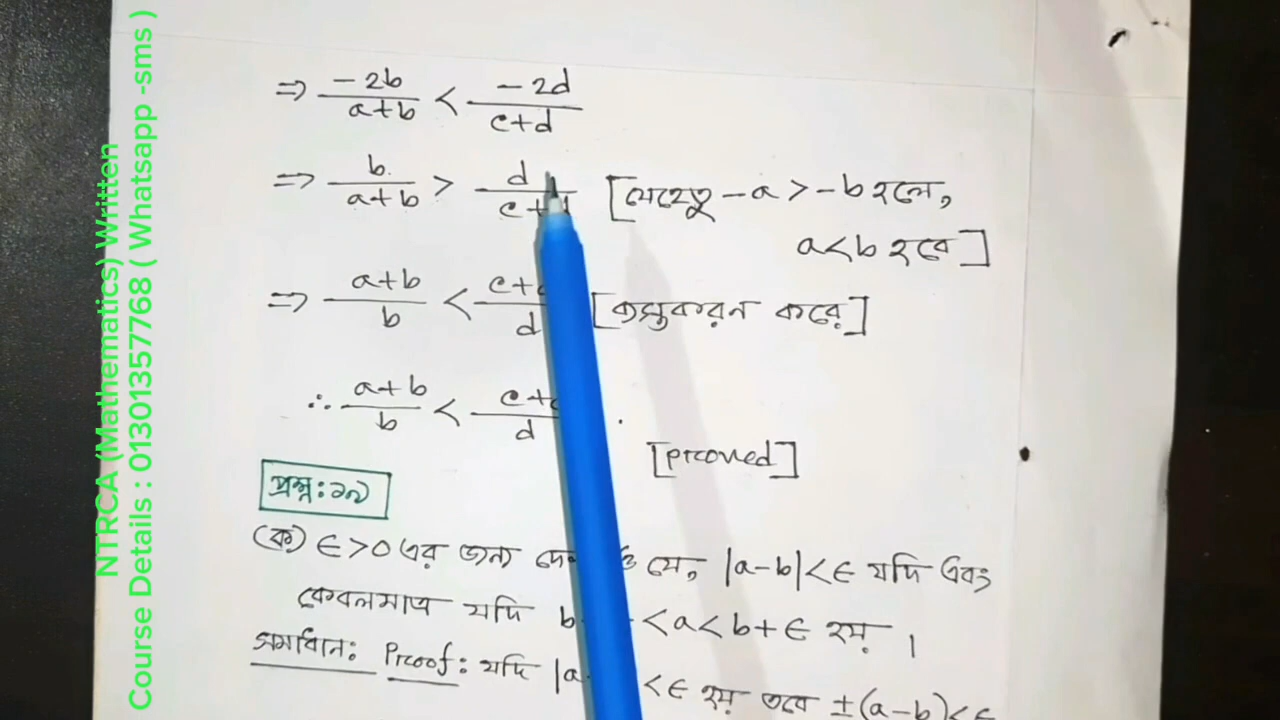 NTRCA (Mathematics) Written
Course Details : 01301357768 ( Whatsapp -sms )
⇒ -2b/a+b < -2d/c+d
⇒ b/a+b > d/c+ [যেহেতু -a > -b হলে,
a < b হবে]
⇒ a+b/b < c+/d [ব্যস্তকরন করে]
∴ a+b/b < c+/d .
[proved]
প্রশ্ন: ১৯
(ক) ∈>0 এর জন্য যে, |a-b|<∈ যদি এবং
কেবলমাত্র যদি b <a<b+∈ হয় ।
সমাধান: Proof: যদি |a <∈ হয় তবে ±(a-b)<∈